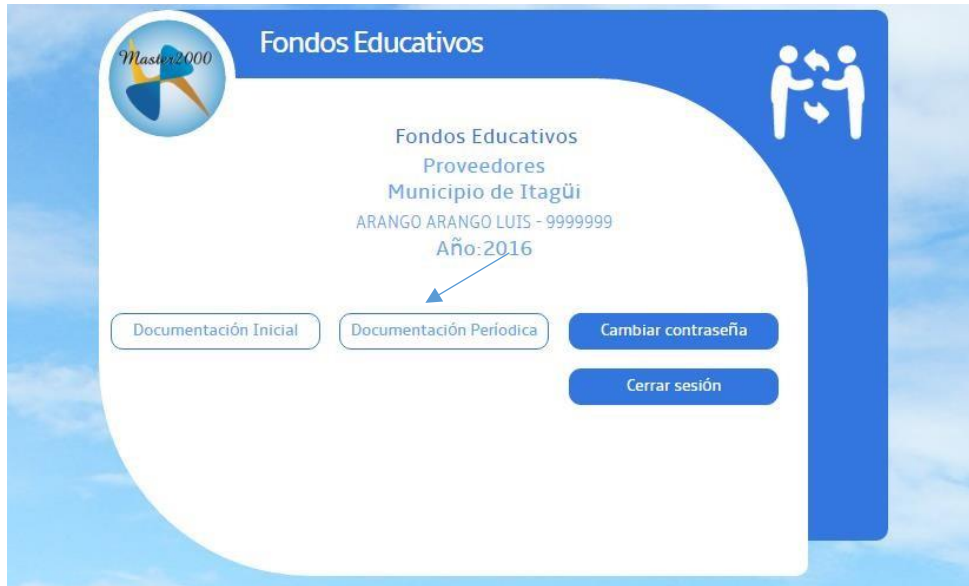 Master2000
Fondos Educativos
Fondos Educativos
Proveedores
Municipio de Itagüi
ARANGO ARANGO LUIS - 9999999
Año:2016
Documentación Inicial
Documentación Períodica
Cambiar contraseña
Cerrar sesión